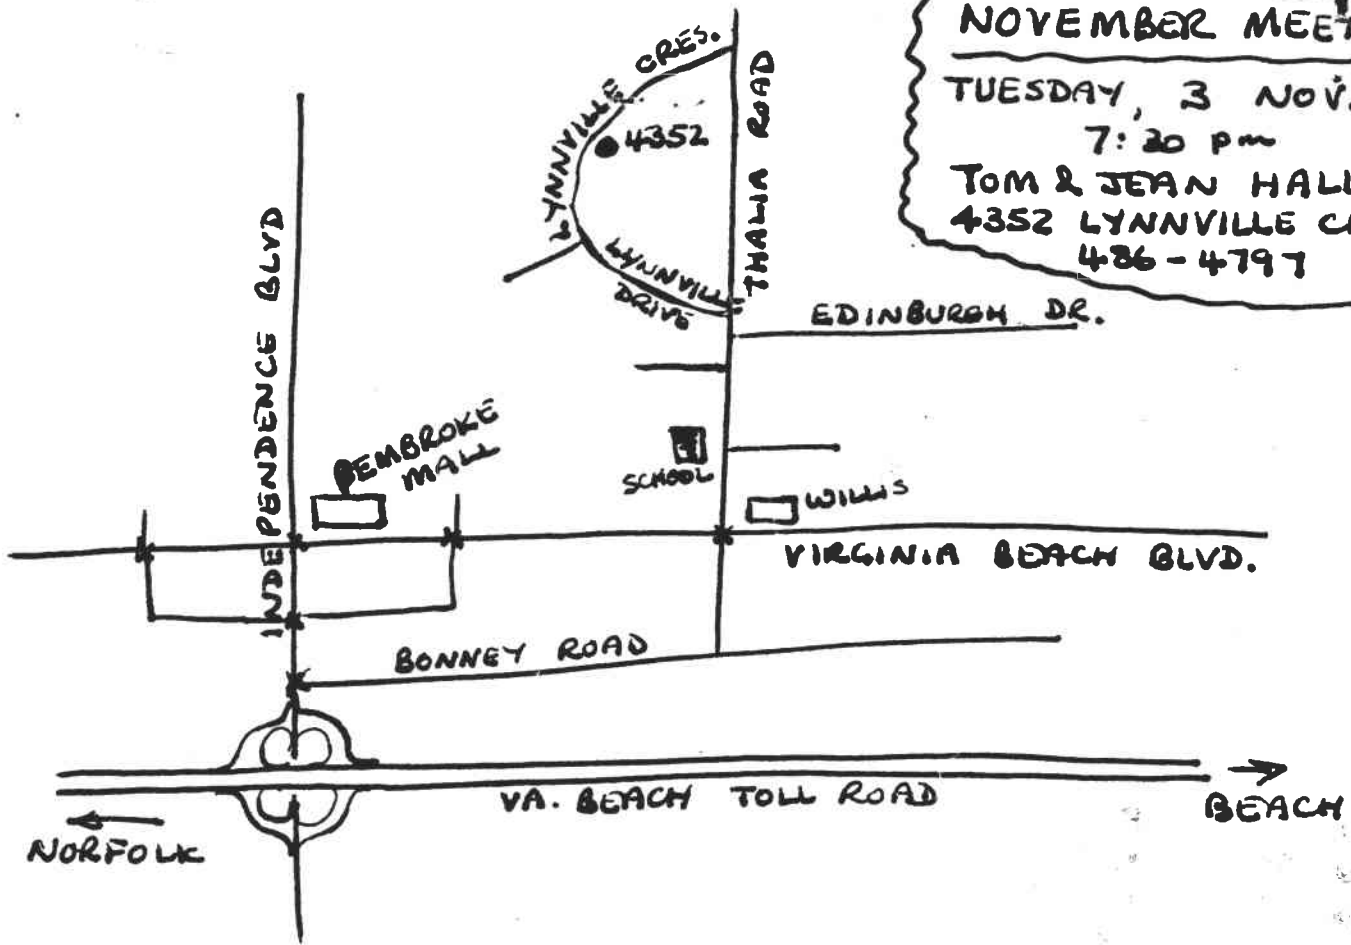 NOVEMBER MEET
TUESDAY, 3 NOV.
7:30 pm
TOM & JEAN HALL
4352 LYNNVILLE C
486-4797
LYNNVILLE CRES.
4352
THALIA ROAD
LYNNVILLE
DRIVE
EDINBURGH DR.
INDEPENDENCE BLVD
PEMBROKE
MALL
SCHOOL
WILLIS
VIRGINIA BEACH BLVD.
BONNEY ROAD
VA. BEACH TOLL ROAD
BEACH
NORFOLK